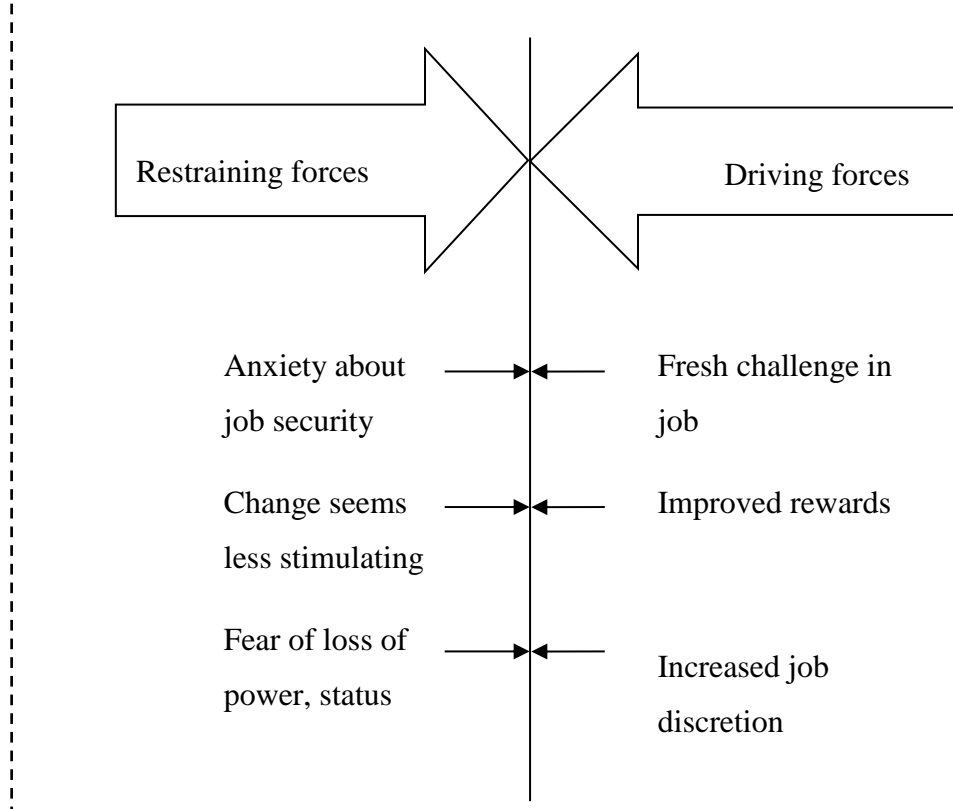 Restraining forces
Driving forces
Anxiety about
job security
Fresh challenge in
job
Change seems
less stimulating
Improved rewards
Fear of loss of
power, status
Increased job
discretion